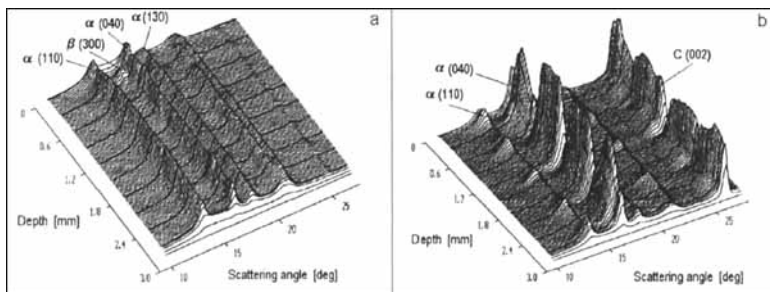 a
α (130)
α (040)
β (300)
α (110)
0
0.6
1.2
1.8
2.4
3.0
Depth [mm]
10
15
20
25
Scattering angle [deg]
b
C (002)
α (040)
α (110)
0
0.6
1.2
1.8
2.4
3.0
Depth [mm]
10
15
20
25
Scattering angle [deg]